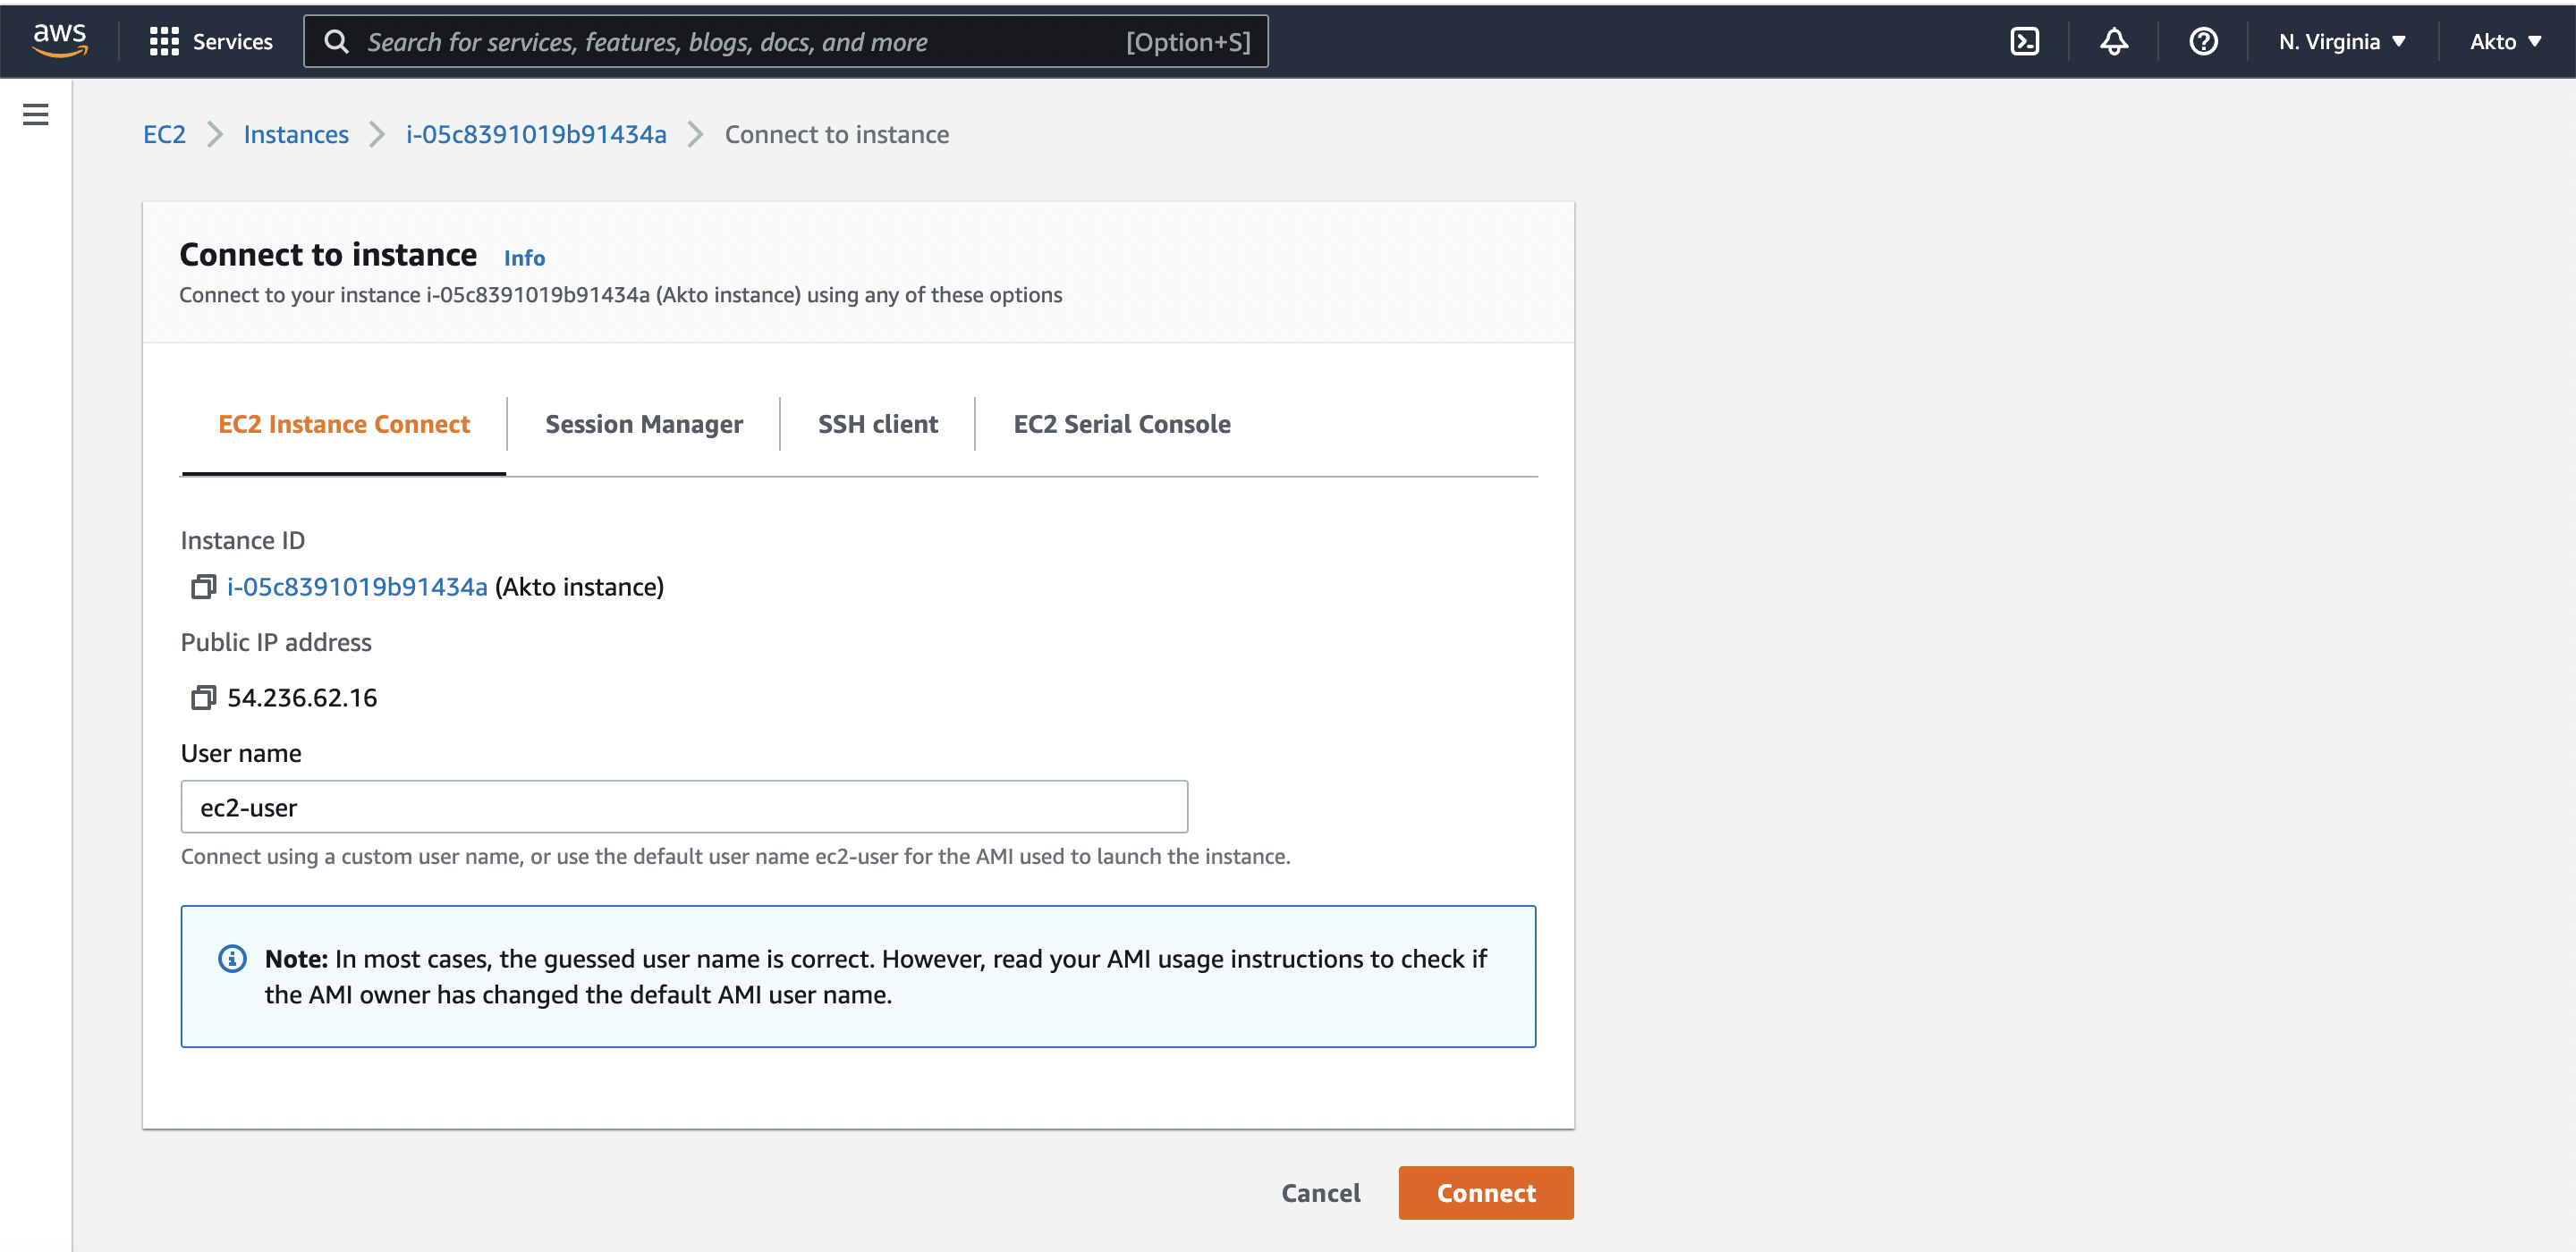 aws
Services
Search for services, features, blogs, docs, and more [Option+S]
N. Virginia
Akto
EC2 Instances i-05c8391019b91434a Connect to instance
Connect to instance Info
Connect to your instance i-05c8391019b91434a (Akto instance) using any of these options
EC2 Instance Connect Session Manager SSH client EC2 Serial Console
Instance ID
i-05c8391019b91434a (Akto instance)
Public IP address
54.236.62.16
User name
ec2-user
Connect using a custom user name, or use the default user name ec2-user for the AMI used to launch the instance.
Note: In most cases, the guessed user name is correct. However, read your AMI usage instructions to check if
the AMI owner has changed the default AMI user name.
Cancel Connect